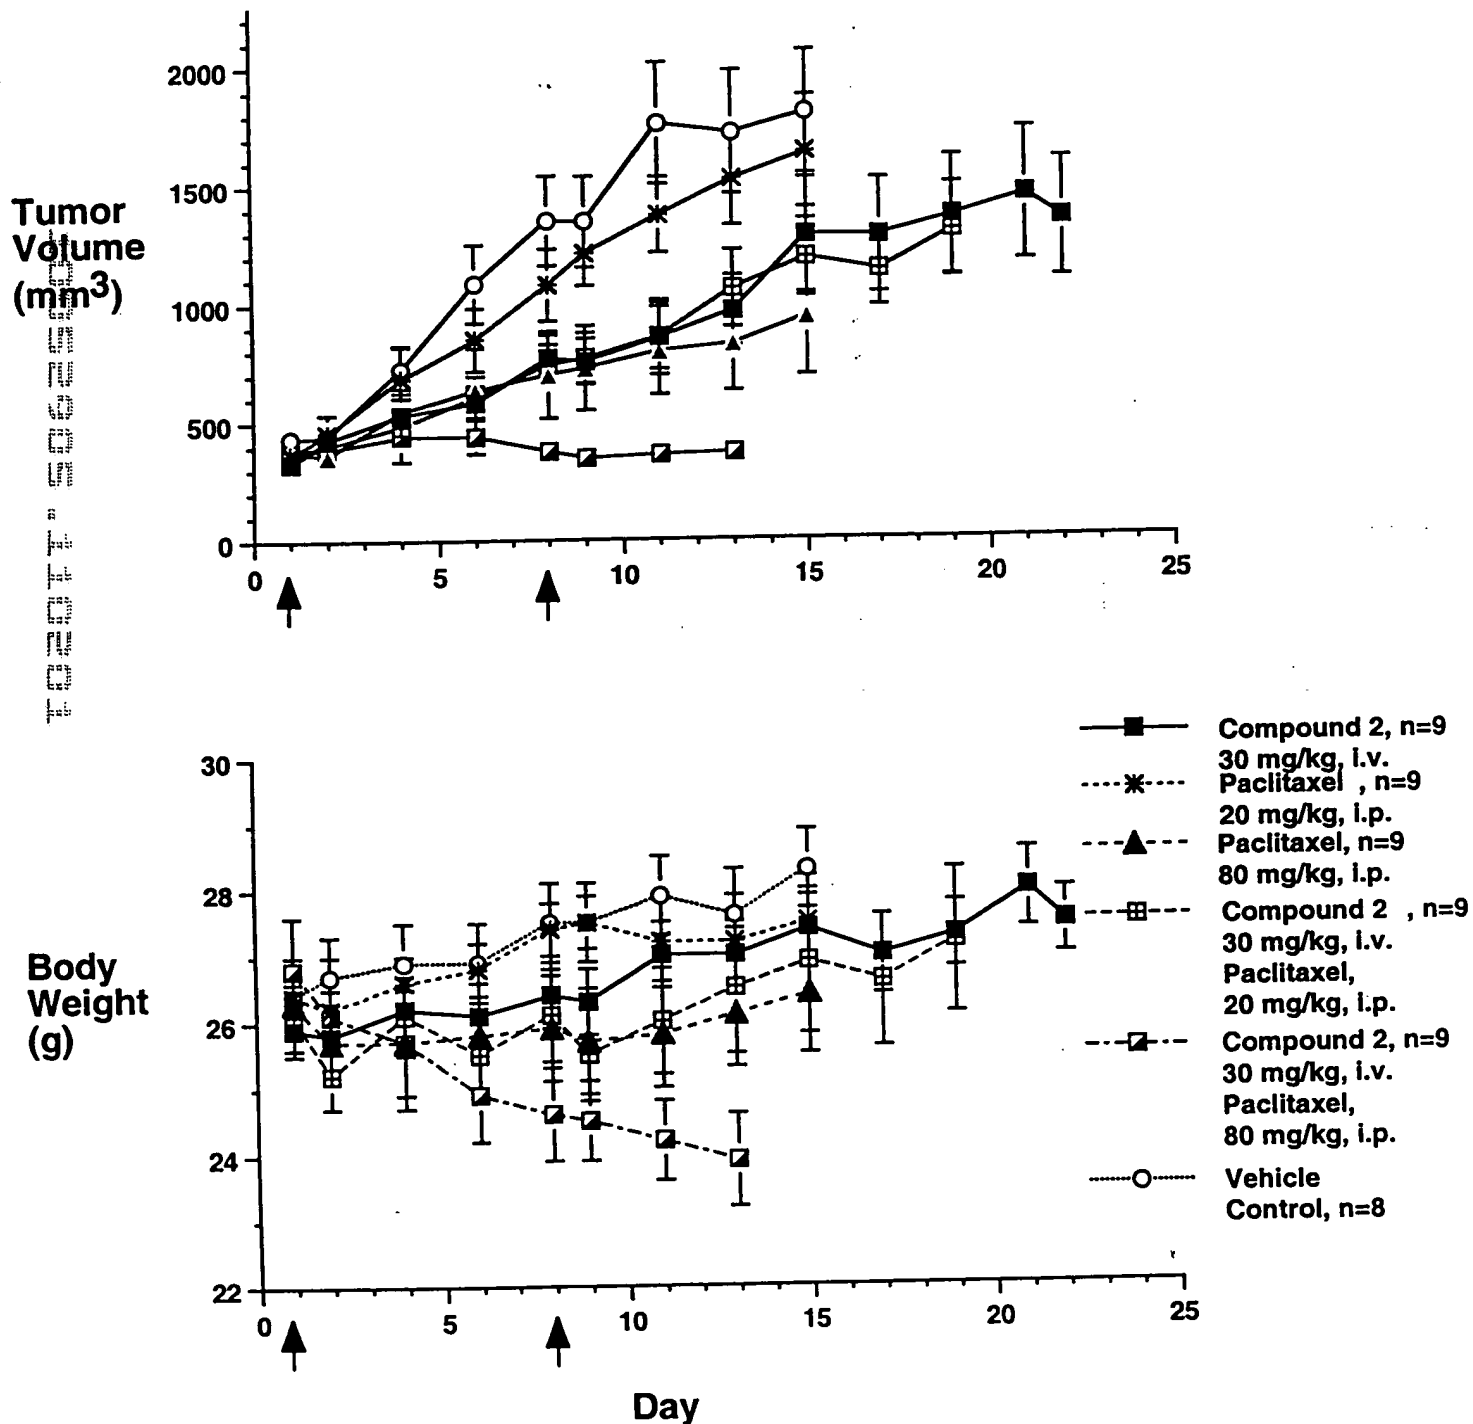 2000
1500
1000
500
0
Tumor
Volume
(mm3)
0 5 10 15 20 25
30
28
26
24
22
Body
Weight
(g)
0 5 10 15 20 25
Day
Compound 2, n=9
30 mg/kg, i.v.
Paclitaxel , n=9
20 mg/kg, i.p.
Paclitaxel, n=9
80 mg/kg, i.p.
Compound 2 , n=9
30 mg/kg, i.v.
Paclitaxel,
20 mg/kg, i.p.
Compound 2, n=9
30 mg/kg, i.v.
Paclitaxel,
80 mg/kg, i.p.
Vehicle
Control, n=8